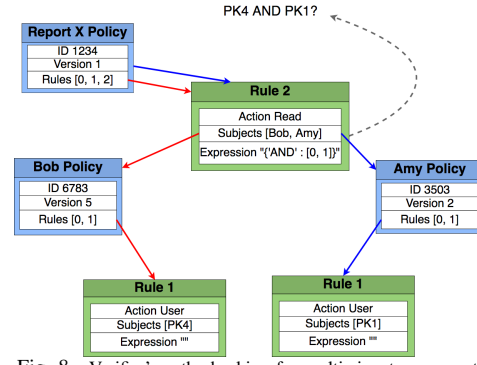 PK4 AND PK1?
Report X Policy
ID 1234
Version 1
Rules [0, 1, 2]
Rule 2
Action Read
Subjects [Bob, Amy]
Expression "{'AND' : [0, 1]}"
Bob Policy
ID 6783
Version 5
Rules [0, 1]
Amy Policy
ID 3503
Version 2
Rules [0, 1]
Rule 1
Action User
Subjects [PK4]
Expression ""
Rule 1
Action User
Subjects [PK1]
Expression ""